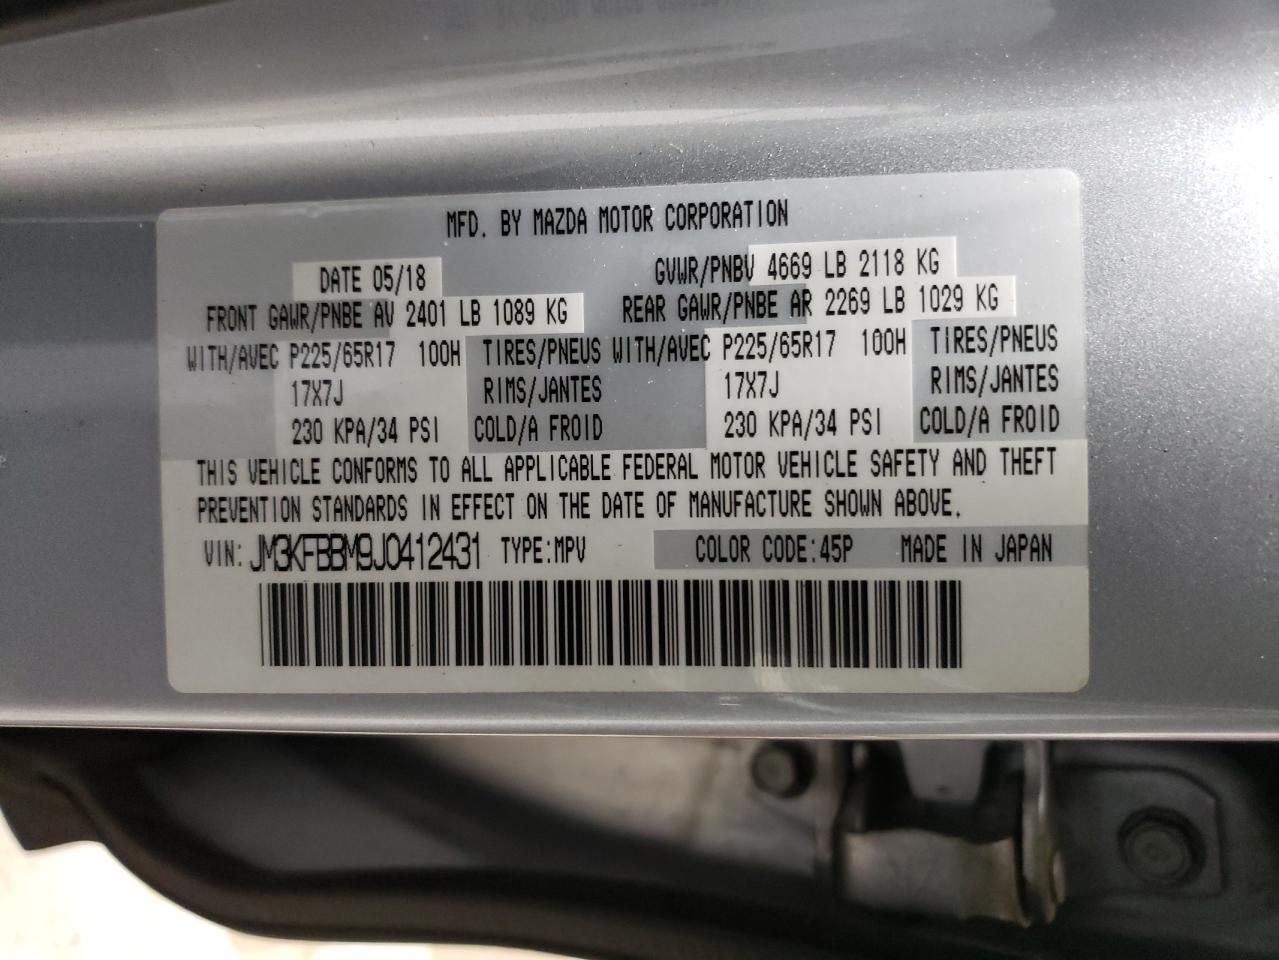 MFD. BY MAZDA MOTOR CORPORATION
DATE 05/18 GVWR/PNBV 4669 LB 2118 KG
FRONT GAWR/PNBE AV 2401 LB 1089 KG REAR GAWR/PNBE AR 2269 LB 1029 KG
WITH/AVEC P225/65R17 100H TIRES/PNEUS WITH/AVEC P225/65R17 100H TIRES/PNEUS
17X7J RIMS/JANTES 17X7J RIMS/JANTES
230 KPA/34 PSI COLD/A FROID 230 KPA/34 PSI COLD/A FROID
THIS VEHICLE CONFORMS TO ALL APPLICABLE FEDERAL MOTOR VEHICLE SAFETY AND THEFT
PREVENTION STANDARDS IN EFFECT ON THE DATE OF MANUFACTURE SHOWN ABOVE.
VIN: JM3KFBBM9J0412431 TYPE:MPV COLOR CODE:45P MADE IN JAPAN